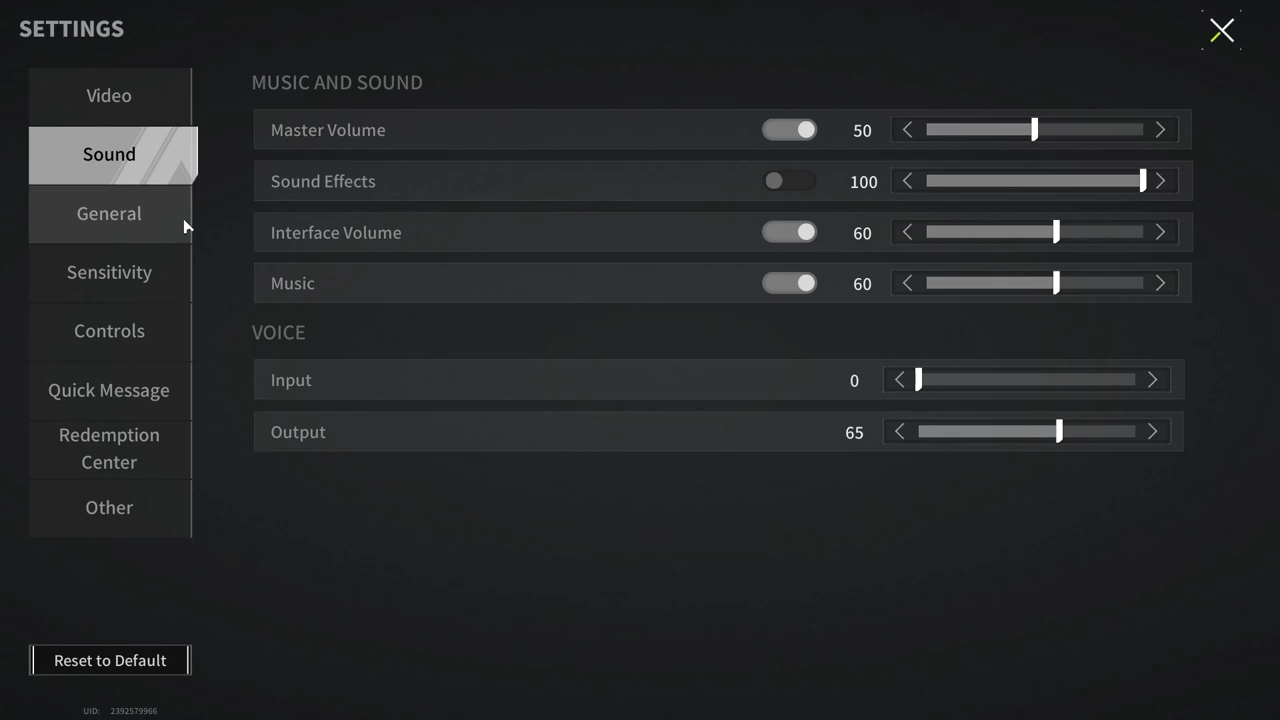 SETTINGS
Video
Sound
General
Sensitivity
Controls
Quick Message
Redemption
Center
Other
Reset to Default
UID: 2392579966
MUSIC AND SOUND
Master Volume 50
Sound Effects 100
Interface Volume 60
Music 60
VOICE
Input 0
Output 65